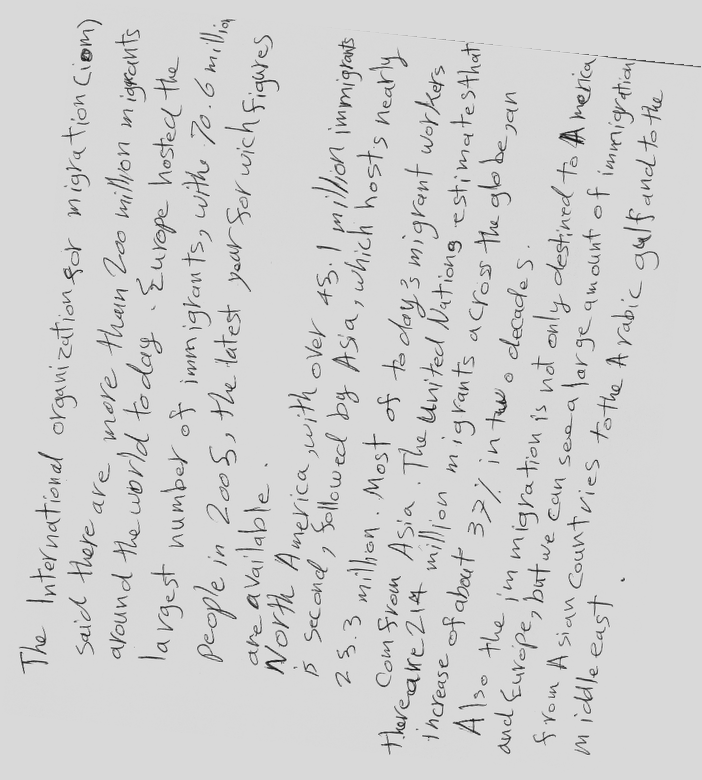 The International organization for migration (iom)
said there are more than 200 million migrants
around the world today. Europe hosted the
largest number of immigrants, withe 70.6 million
people in 2005, the latest year for wich figures
are available.
North America, with over 45.1 million immigrants
is second, followed by Asia, which hosts nearly
25.3 million. Most of today's migrant workers
com from Asia. The United Nations estimates that
there are 214 million migrants across the globe, an
increase of about 37% in two decades.
Also the immigration is not only destined to America
and Europe, but we can see a large amount of immigration
from Asian Countries to the Arabic gulf and to the
middle east.